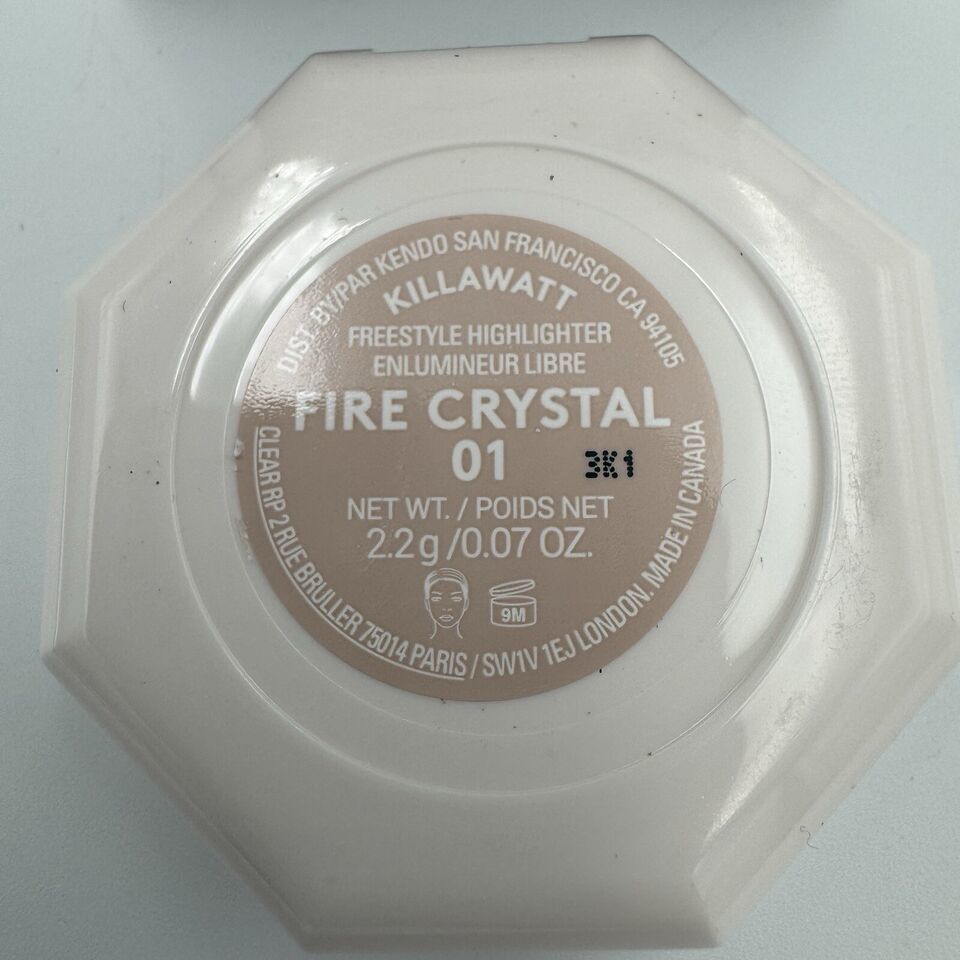 DIST. BY/PAR KENDO SAN FRANCISCO CA 94105
KILLAWATT
FREESTYLE HIGHLIGHTER
ENLUMINEUR LIBRE
FIRE CRYSTAL
01
3K1
NET WT. / POIDS NET
2.2g/0.07 OZ.
9M
CLEAR RP 2 RUE BRULLER 75014 PARIS / SW1V 1EJ LONDON. MADE IN CANADA